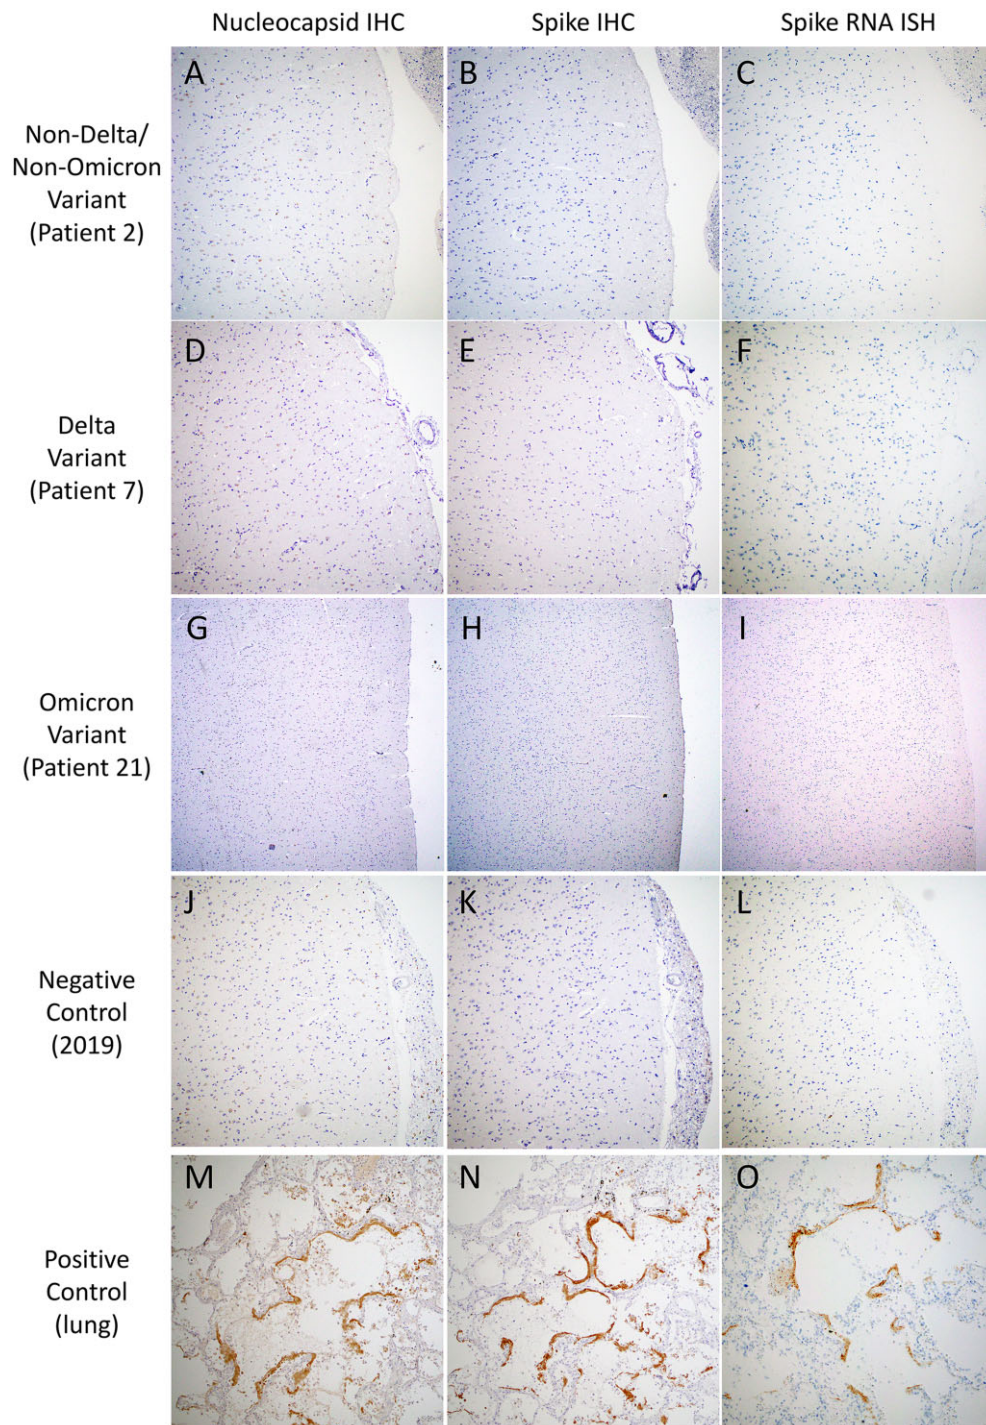 Nucleocapsid IHC Spike IHC Spike RNA ISH
A B C
Non-Delta/
Non-Omicron
Variant
(Patient 2)
D E F
Delta
Variant
(Patient 7)
G H I
Omicron
Variant
(Patient 21)
J K L
Negative
Control
(2019)
M N O
Positive
Control
(lung)